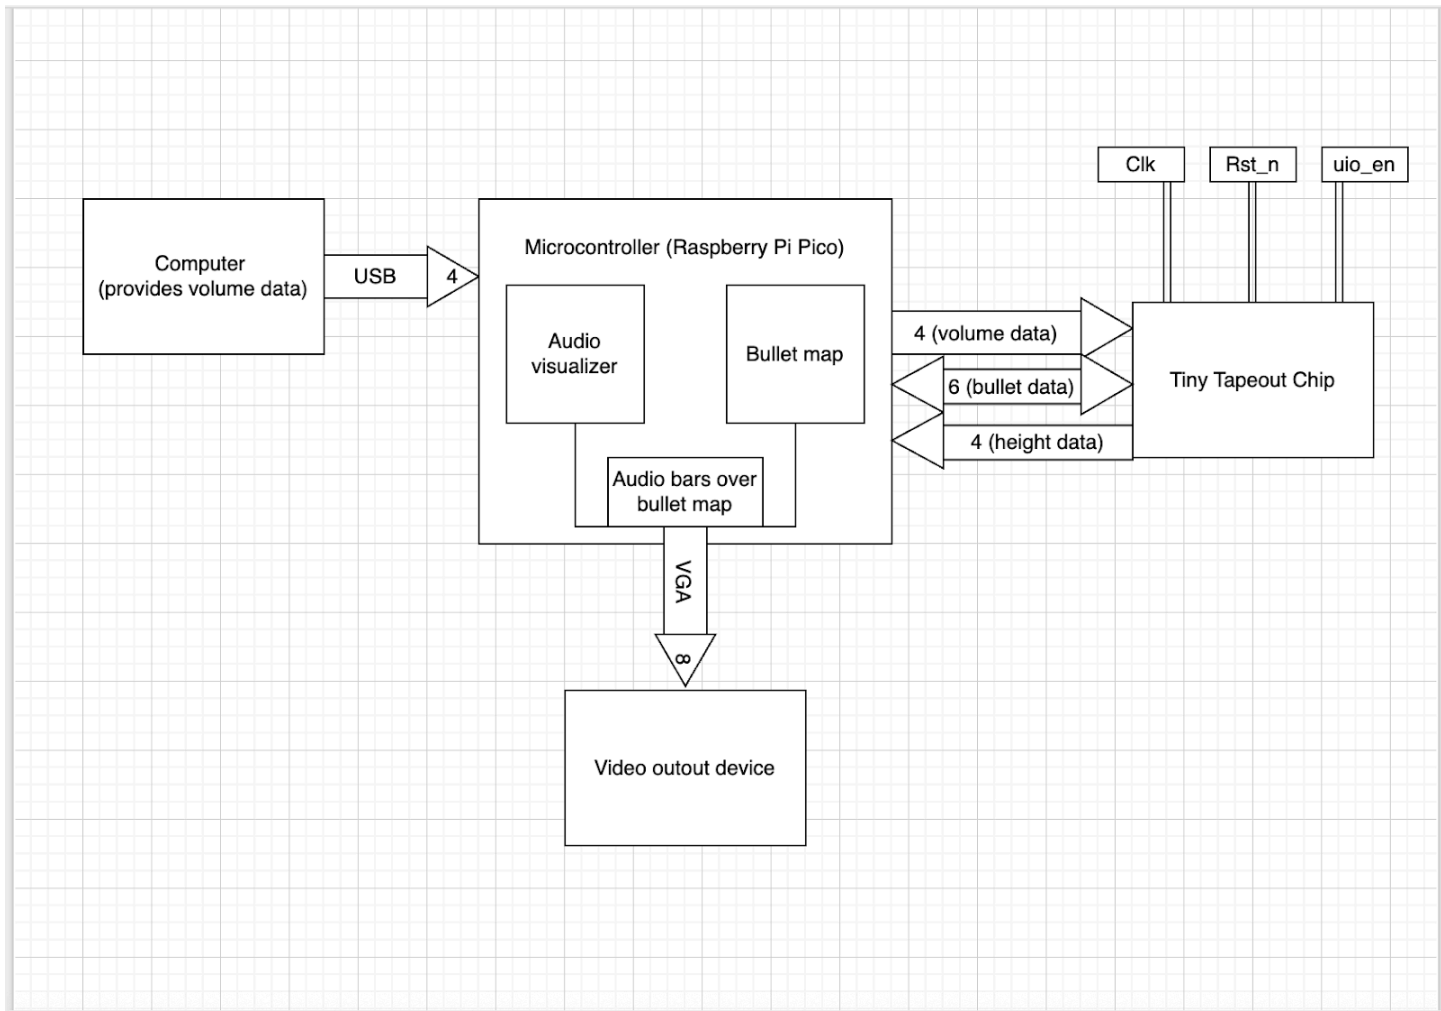 Clk
Rst_n
uio_en
Computer
(provides volume data)
USB
4
Microcontroller (Raspberry Pi Pico)
Audio
visualizer
Bullet map
Audio bars over
bullet map
4 (volume data)
6 (bullet data)
4 (height data)
Tiny Tapeout Chip
VGA
8
Video outout device